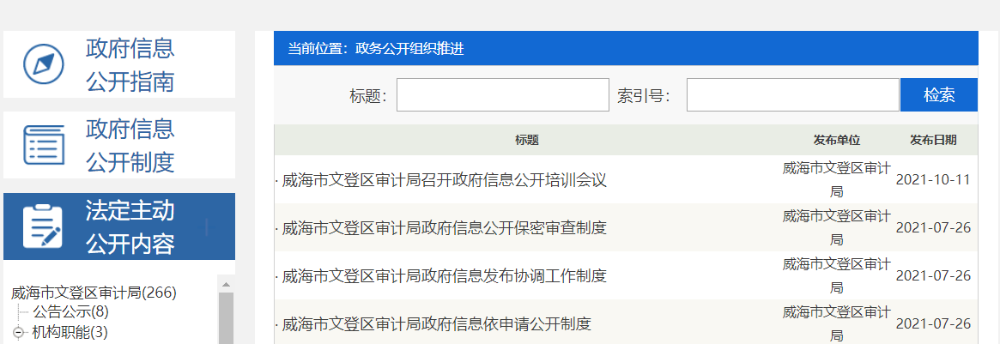 政府信息
公开指南
政府信息
公开制度
法定主动
公开内容
威海市文登区审计局(266)
公告公示(8)
机构职能(3)
当前位置：政务公开组织推进
标题： 索引号： 检索
标题 发布单位 发布日期
· 威海市文登区审计局召开政府信息公开培训会议 威海市文登区审计局 2021-10-11
· 威海市文登区审计局政府信息公开保密审查制度 威海市文登区审计局 2021-07-26
· 威海市文登区审计局政府信息发布协调工作制度 威海市文登区审计局 2021-07-26
· 威海市文登区审计局政府信息依申请公开制度 威海市文登区审计局 2021-07-26